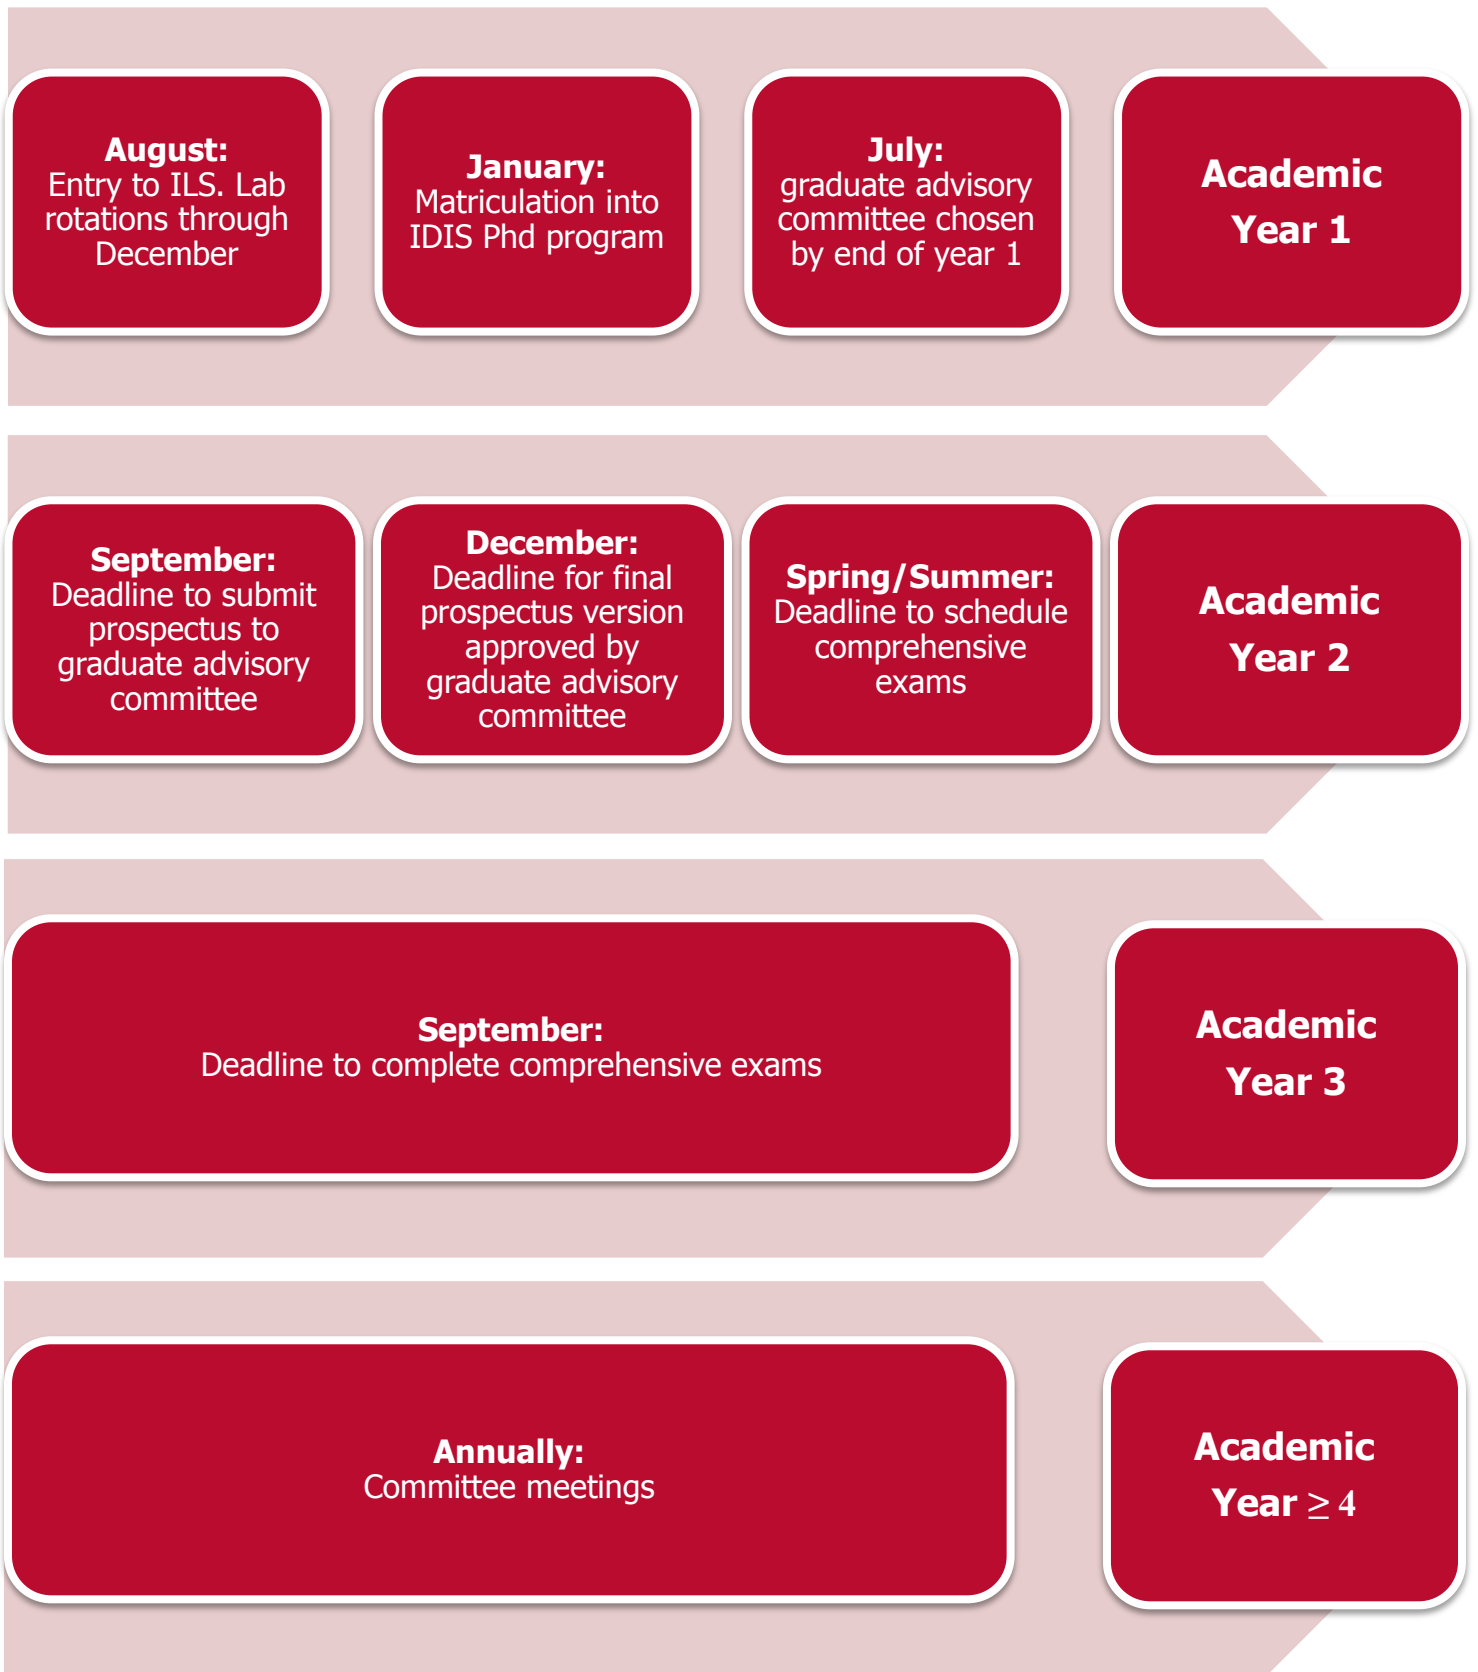 August:
Entry to ILS. Lab
rotations through
December
January:
Matriculation into
IDIS Phd program
July:
graduate advisory
committee chosen
by end of year 1
Academic
Year 1
September:
Deadline to submit
prospectus to
graduate advisory
committee
December:
Deadline for final
prospectus version
approved by
graduate advisory
committee
Spring/Summer:
Deadline to schedule
comprehensive
exams
Academic
Year 2
September:
Deadline to complete comprehensive exams
Academic
Year 3
Annually:
Committee meetings
Academic
Year ≥ 4